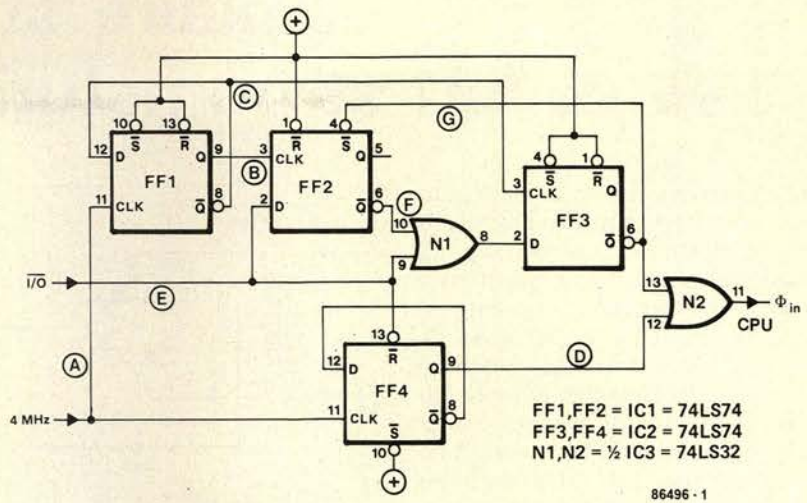 +
C
10 13 1 4 G
S R R S 4 1
12 D Q 9 3 CLK Q 5 S R
B 3 CLK Q
FF1 FF2 FF3
8 6 F
11 CLK Q 2 D Q 10
N1 8 2 D Q 6
9
I/O
E 13
N2 11 Φin
12 CPU
13
R
A 12 D Q 9 D
FF4
4 MHz 11 CLK Q 8
S
10
+
FF1,FF2 = IC1 = 74LS74
FF3,FF4 = IC2 = 74LS74
N1,N2 = ½ IC3 = 74LS32
86496 - 1